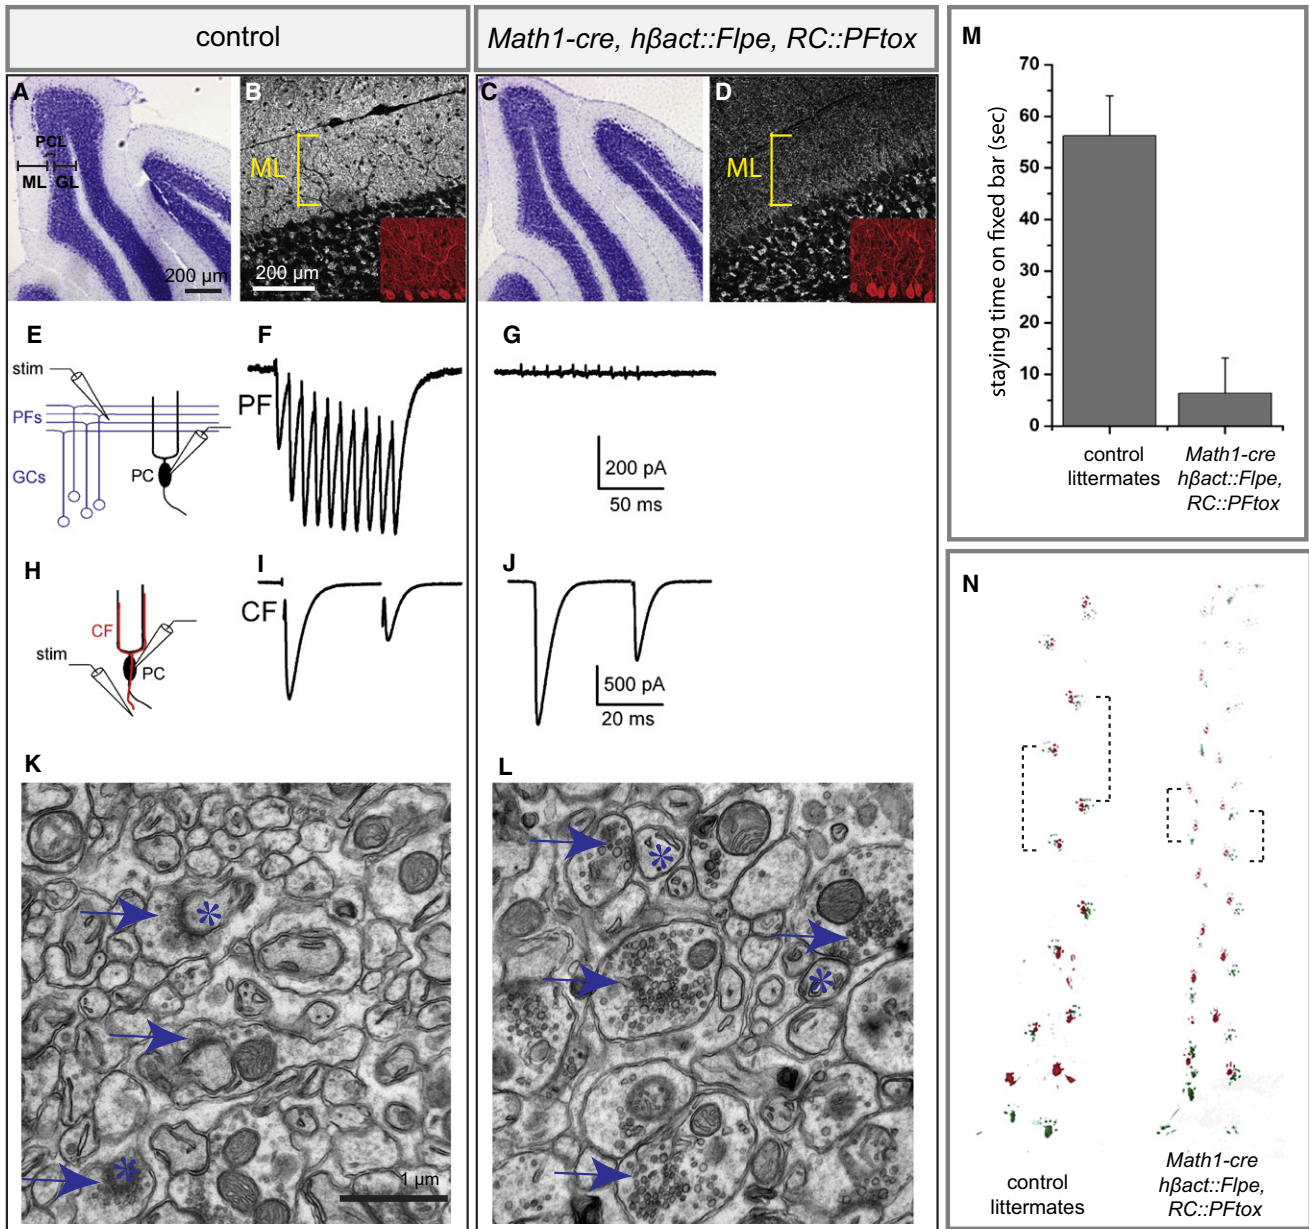 control
Math1-cre, hβact::Flpe, RC::PFtox
A
PCL
ML GL
200 µm
B
ML
200 µm
C
D
ML
E
stim
PFs
GCs
PC
F
PF
G
200 pA
50 ms
H
CF
stim
PC
I
CF
J
500 pA
20 ms
K
*
*
1 µm
L
*
*
M
staying time on fixed bar (sec)
70
60
50
40
30
20
10
0
control
littermates
Math1-cre
hβact::Flpe,
RC::PFtox
N
control
littermates
Math1-cre
hβact::Flpe,
RC::PFtox